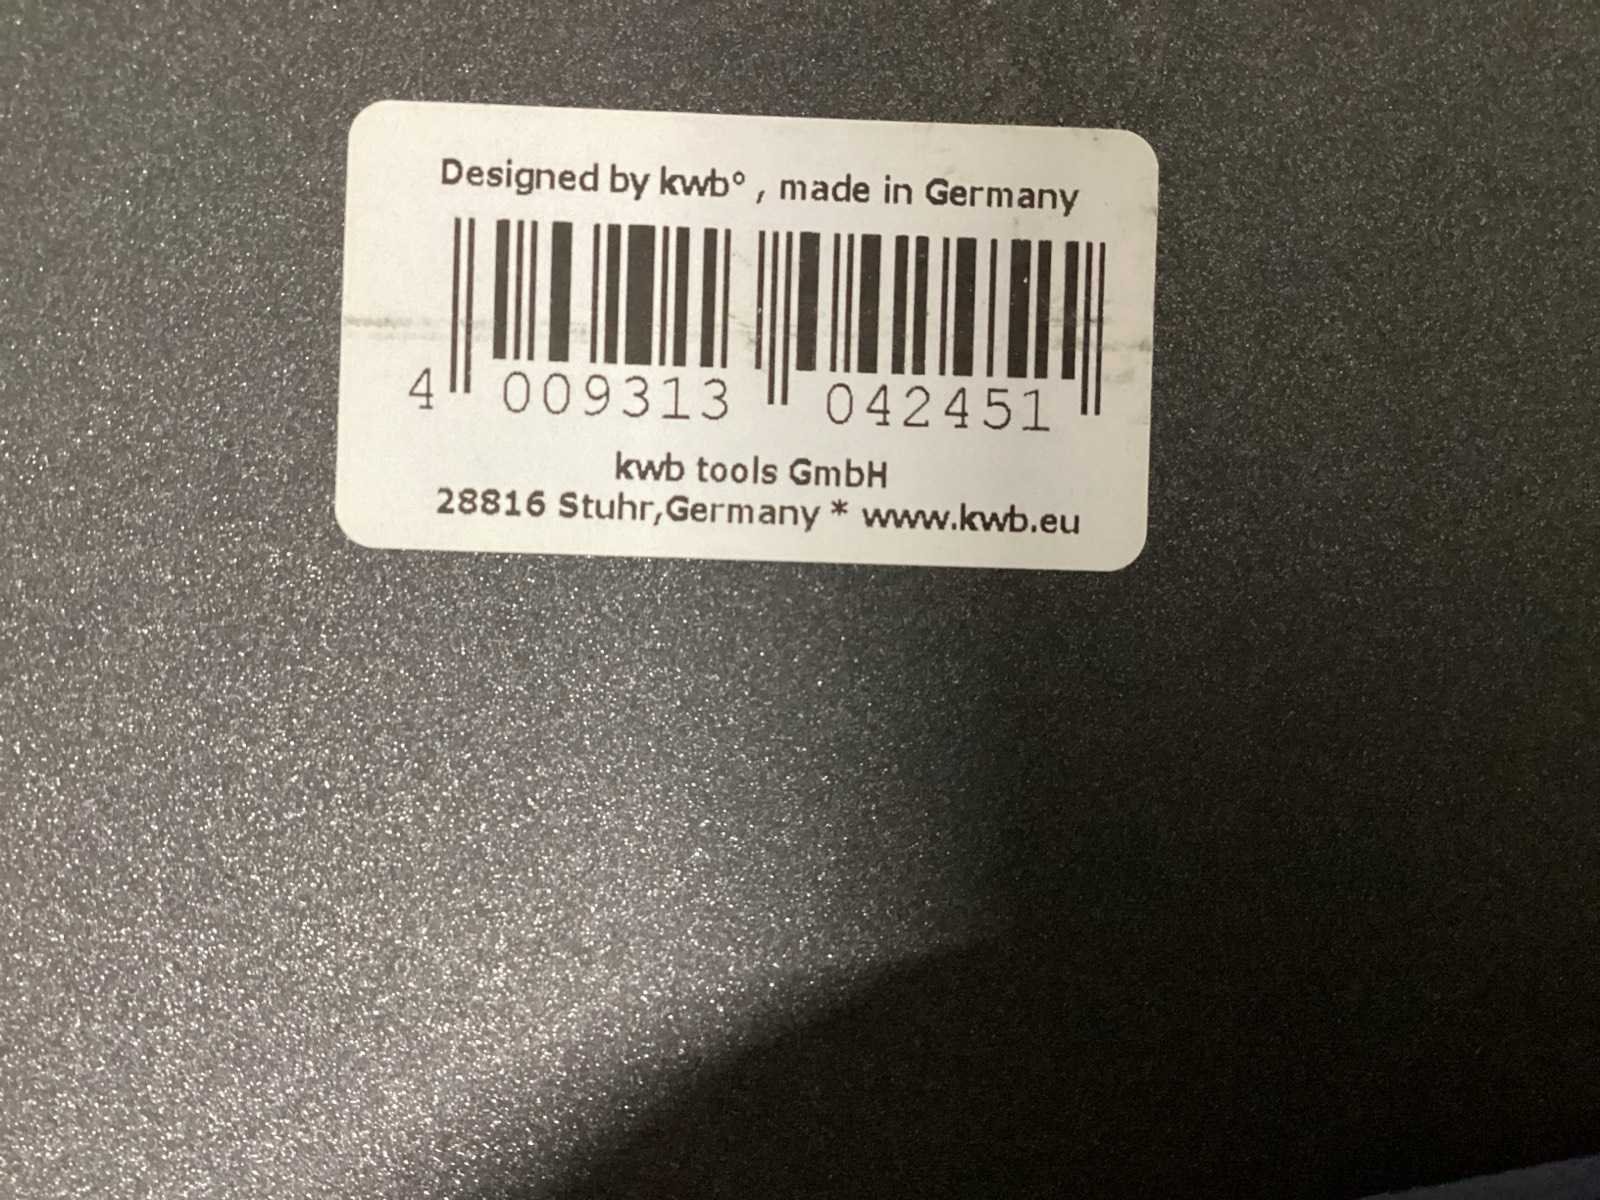 Designed by kwb° , made in Germany
4 009313 042451
kwb tools GmbH
28816 Stuhr,Germany * www.kwb.eu